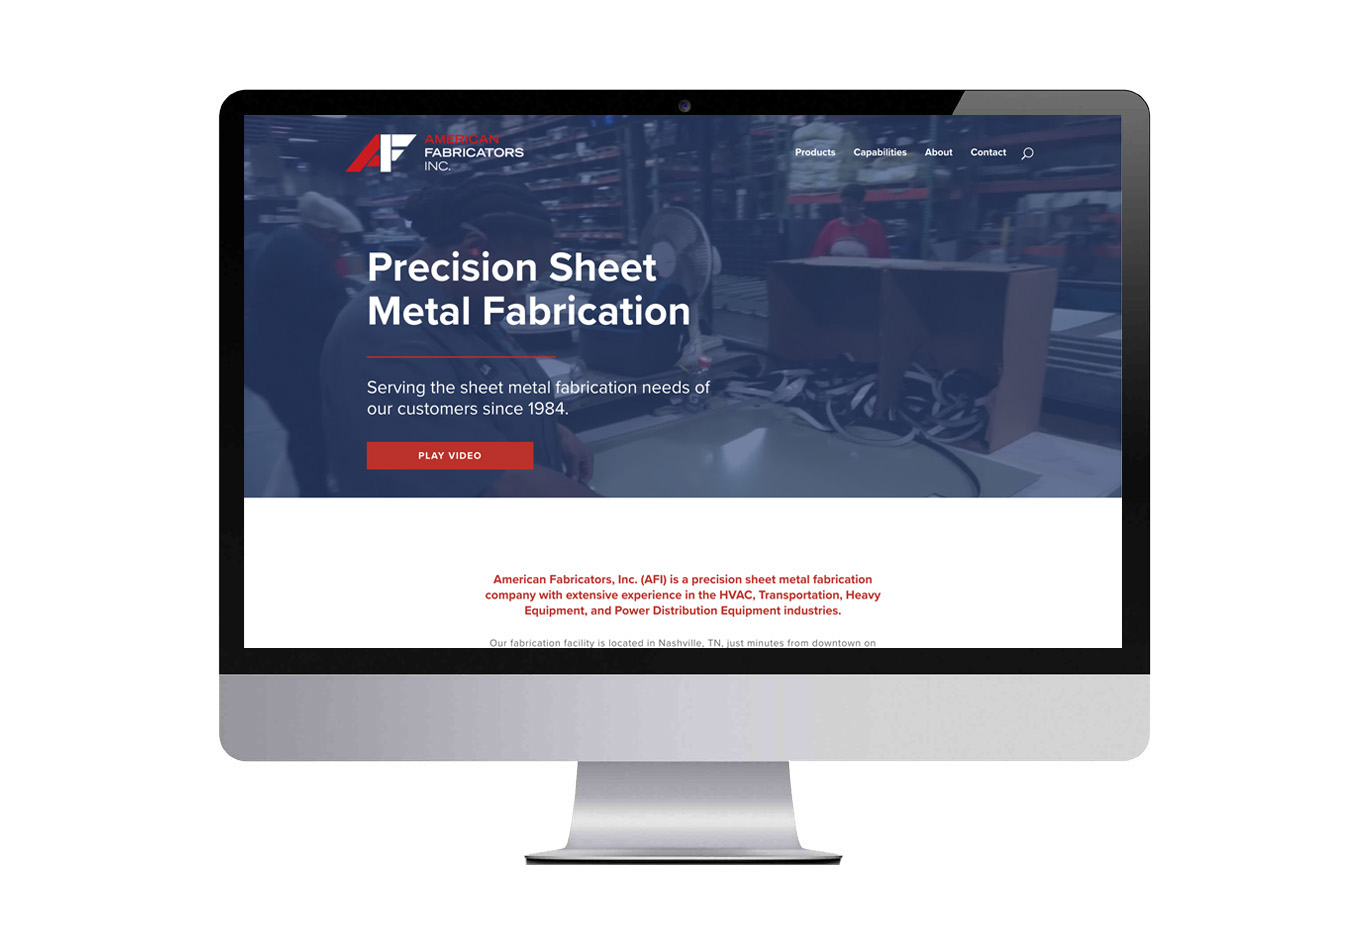 AMERICAN
FABRICATORS
INC.
Products Capabilities About Contact
Precision Sheet
Metal Fabrication
Serving the sheet metal fabrication needs of
our customers since 1984.
PLAY VIDEO
American Fabricators, Inc. (AFI) is a precision sheet metal fabrication
company with extensive experience in the HVAC, Transportation, Heavy
Equipment, and Power Distribution Equipment industries.
Our fabrication facility is located in Nashville, TN, just minutes from downtown on